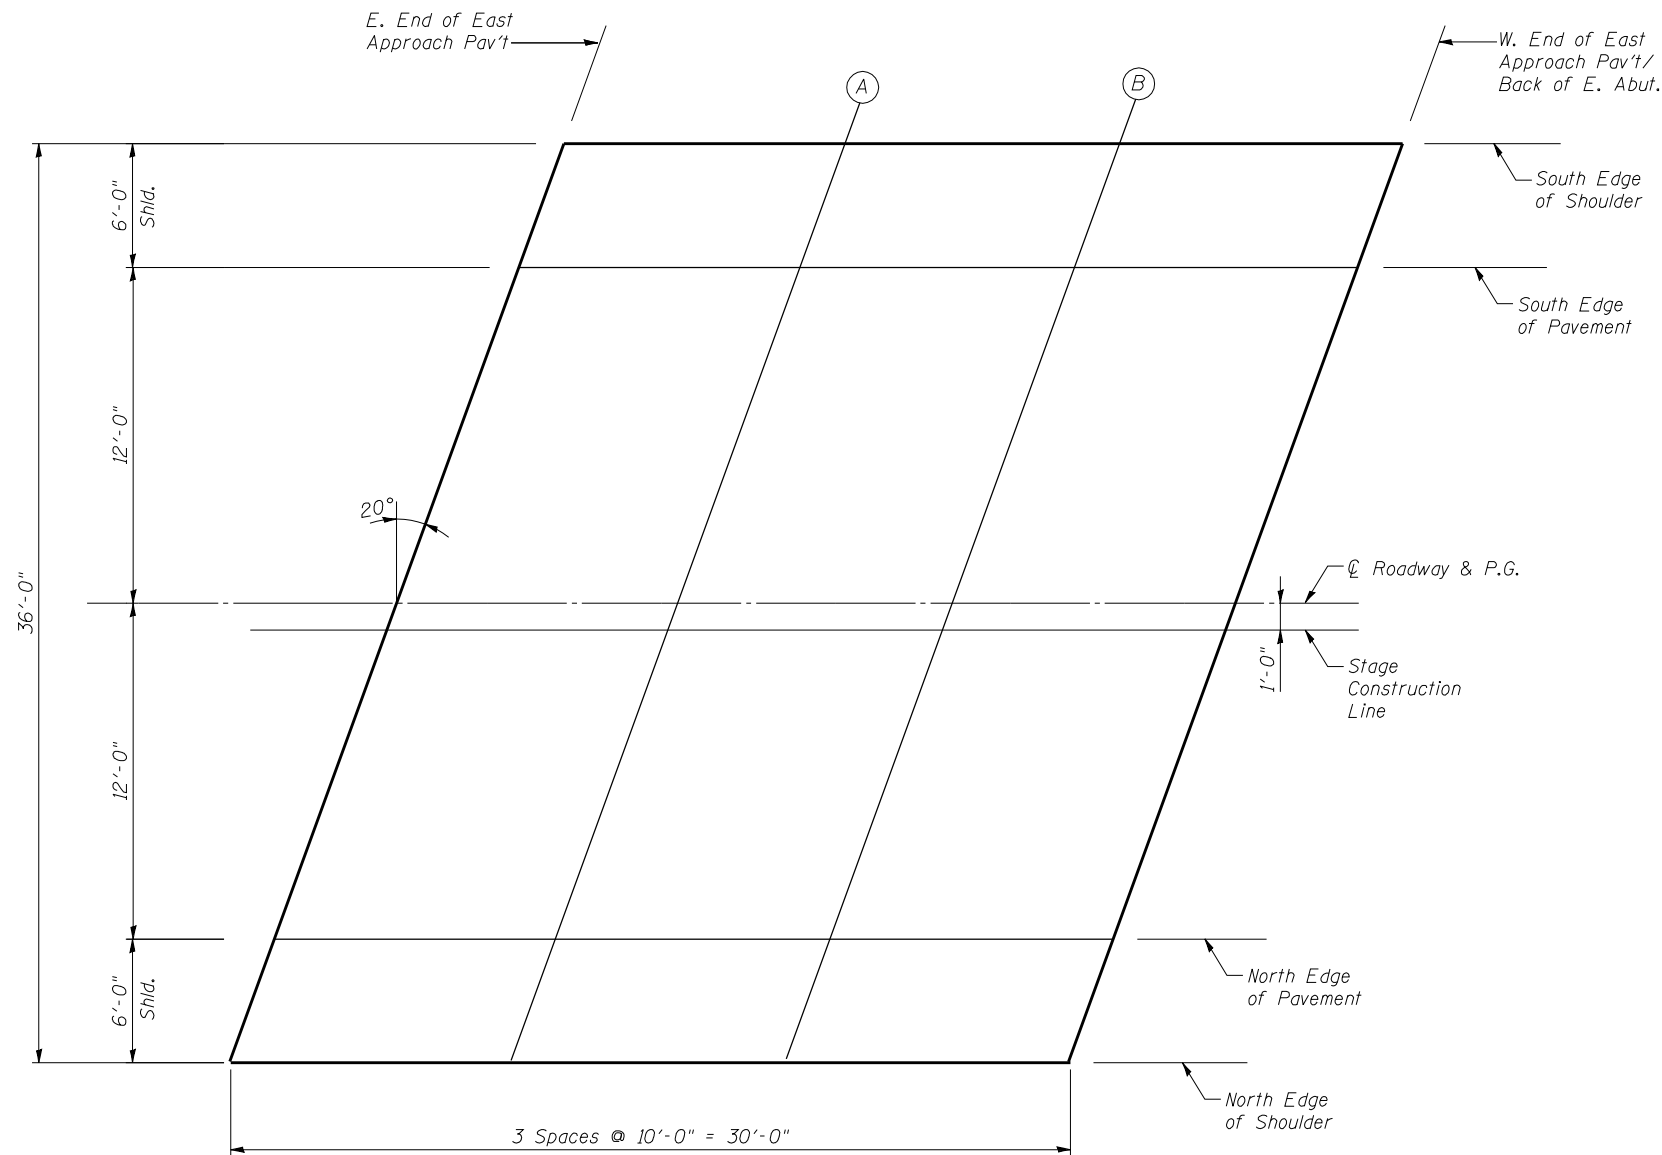 E. End of East
Approach Pav't
W. End of East
Approach Pav't/
Back of E. Abut.
A
B
6'-0"
Shld.
South Edge
of Shoulder
South Edge
of Pavement
12'-0"
20°
36'-0"
℄ Roadway & P.G.
1'-0"
Stage
Construction
Line
12'-0"
6'-0"
Shld.
North Edge
of Pavement
North Edge
of Shoulder
3 Spaces @ 10'-0" = 30'-0"